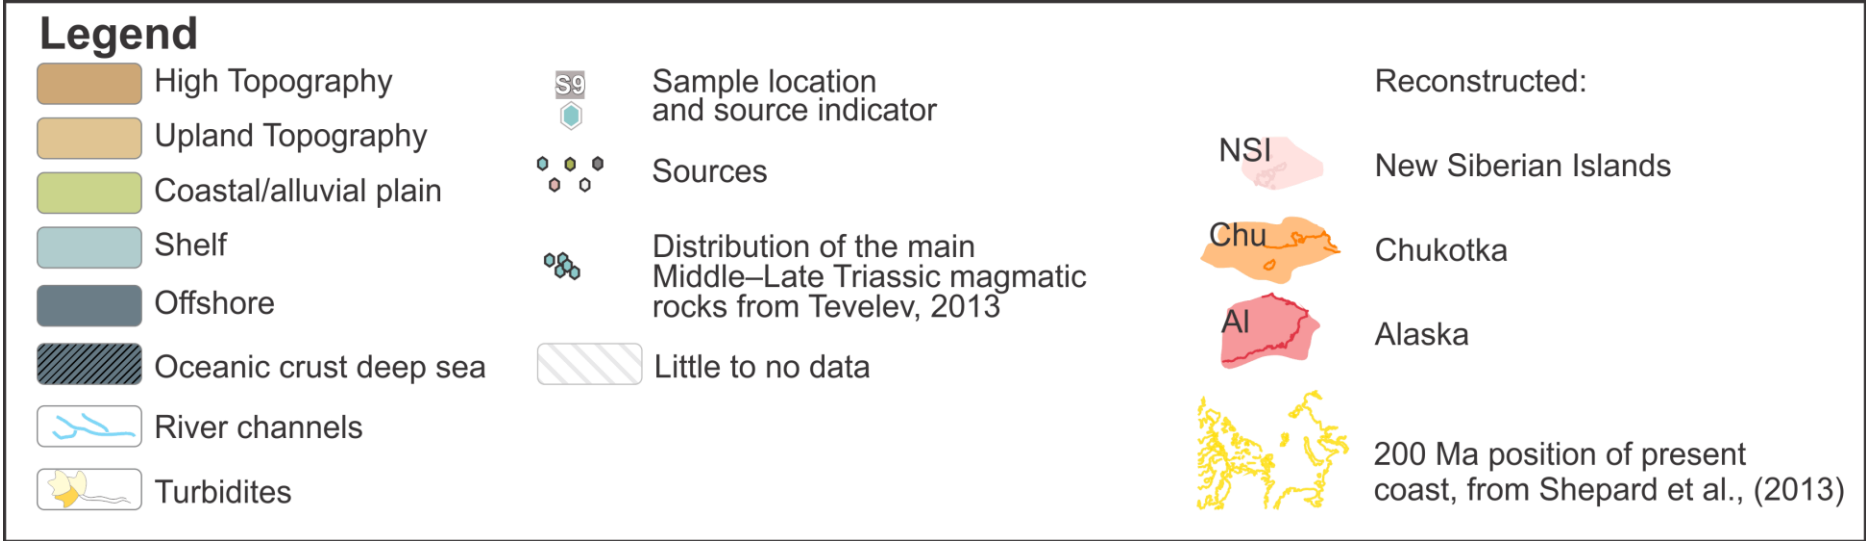 Legend
High Topography
Upland Topography
Coastal/alluvial plain
Shelf
Offshore
Oceanic crust deep sea
River channels
Turbidites
S9
Sample location
and source indicator
Sources
Distribution of the main
Middle–Late Triassic magmatic
rocks from Tevelev, 2013
Little to no data
Reconstructed:
NSI
New Siberian Islands
Chu
Chukotka
Al
Alaska
200 Ma position of present
coast, from Shepard et al., (2013)